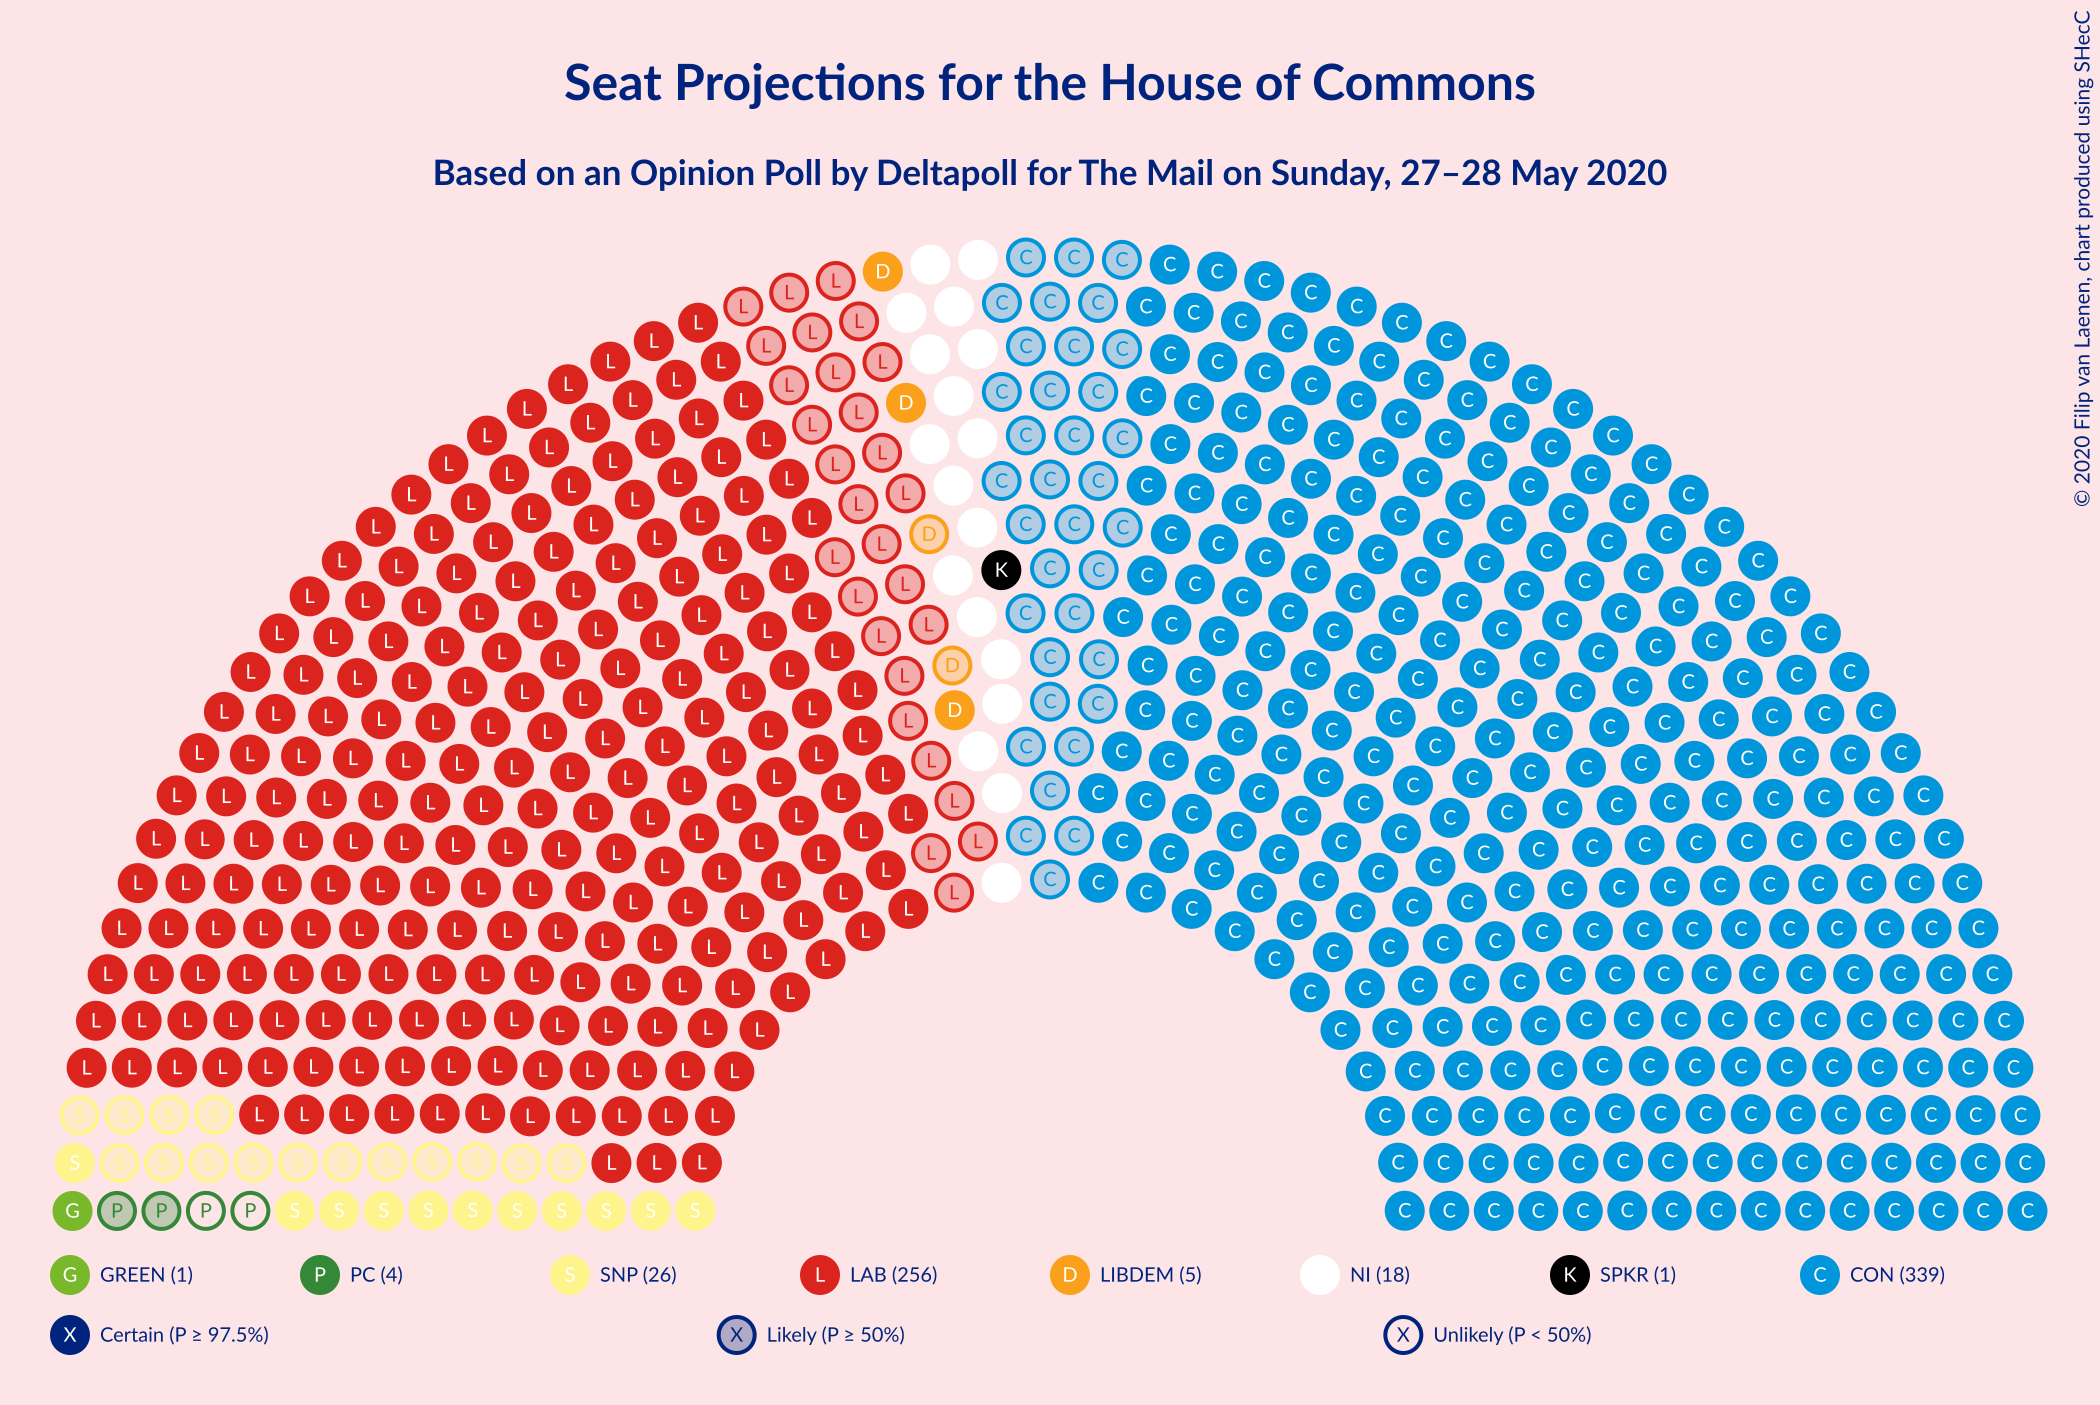 Seat Projections for the House of Commons
Based on an Opinion Poll by Deltapoll for The Mail on Sunday, 27–28 May 2020
© 2020 Filip van Laenen, chart produced using SHecC
G GREEN (1) P PC (4) S SNP (26) L LAB (256) D LIBDEM (5) NI (18) K SPKR (1) C CON (339)
X Certain (P ≥ 97.5%) X Likely (P ≥ 50%) X Unlikely (P < 50%)